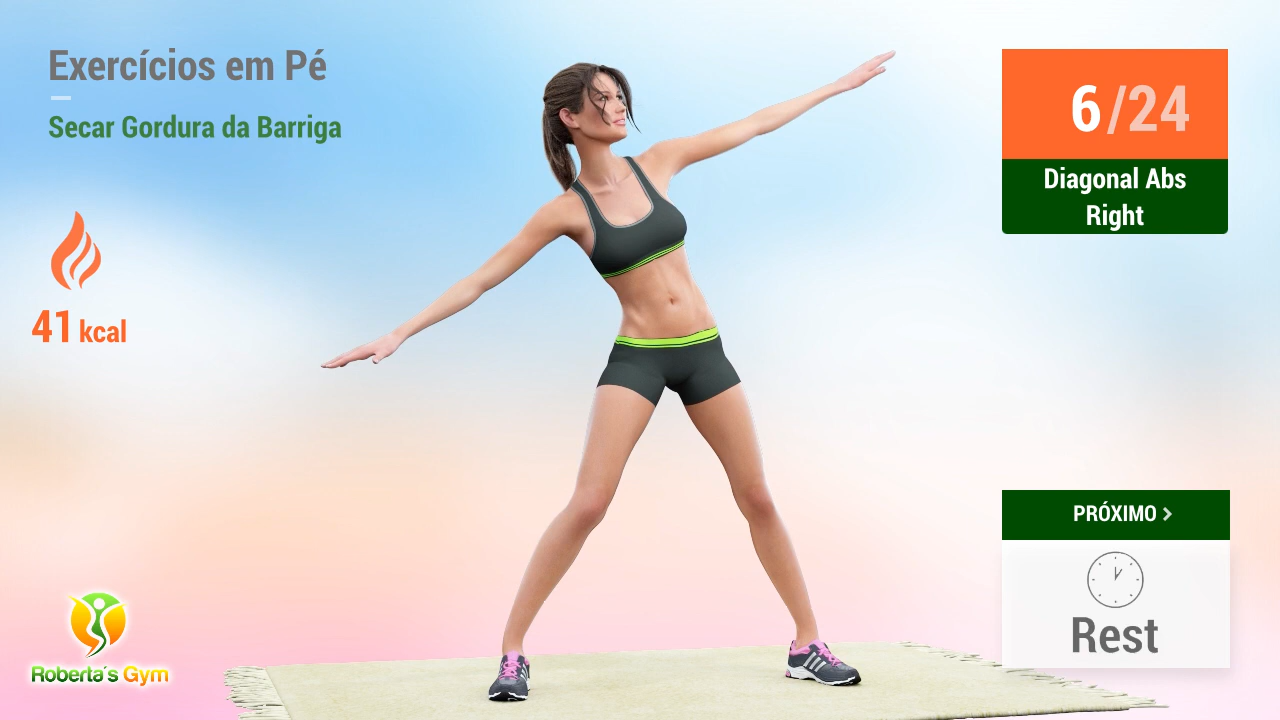 Exercícios em Pé
Secar Gordura da Barriga
41 kcal
6/24
Diagonal Abs
Right
PRÓXIMO >
Rest
Roberta´s Gym